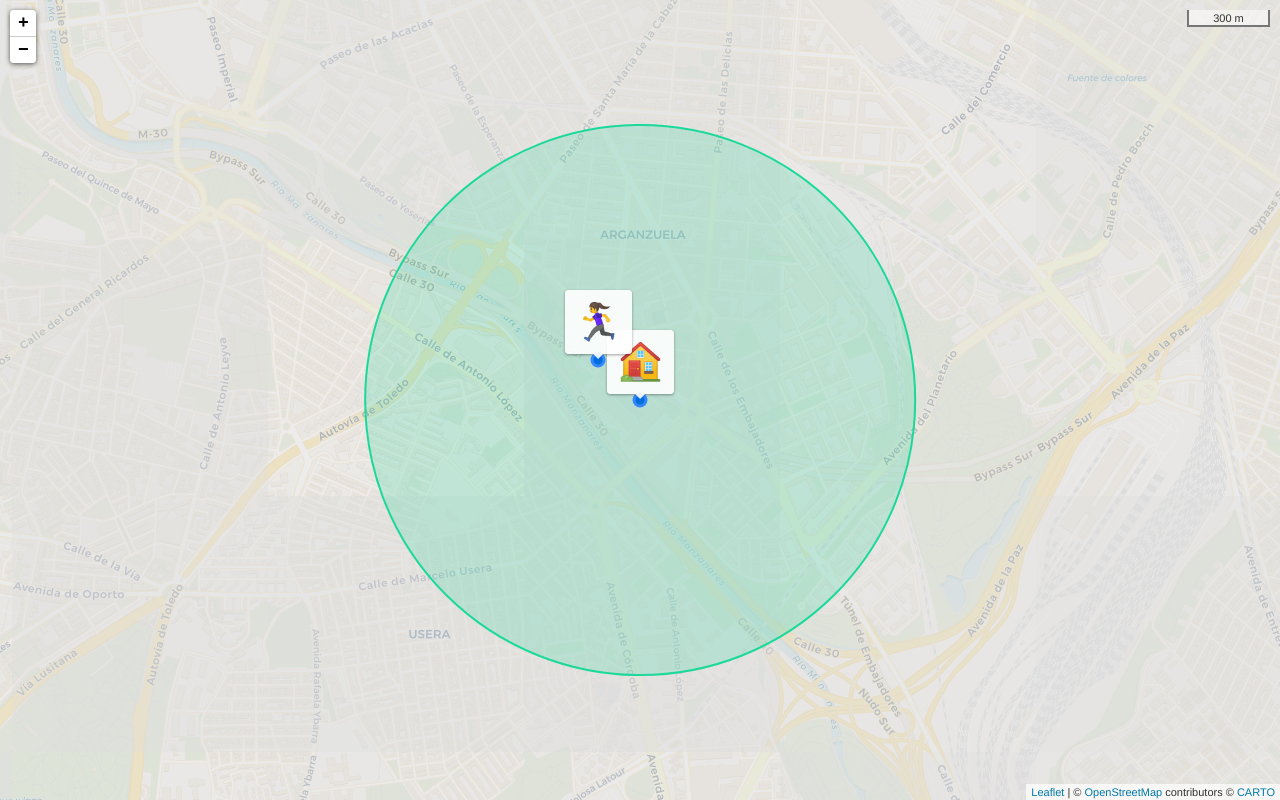 +
−
300 m
Calle 30
Paseo Imperial
Paseo de las Acacias
Paseo de Santa María de la Cabeza
Paseo de las Delicias
Calle del Comercio
Fuente de colores
Paseo de la Esperanza
M-30
Bypass Sur
Paseo del Quince de Mayo
Calle 30
Paseo de Yeserías
Calle de Pedro Bosch
Bypass Sur
ARGANZUELA
Calle del General Ricardos
Bypass Sur
Calle 30
Calle de Antonio López
Calle de Antonio Leyva
Autovía de Toledo
Calle 30
Río Manzanares
Calle de los Embajadores
Avenida del Planetario
Avenida de la Paz
Bypass Sur
Bypass Sur
Río Manzanares
Calle de la Vía
Avenida de Oporto
Calle de Marcelo Usera
USERA
Avenida de Córdoba
Calle de Antonio López
Túnel de Embajadores
Avenida de la Paz
Calle 30
Nudo Sur
Autovía de Toledo
Vía Lusitana
Avenida Rafaela Ybarra
Leaflet | © OpenStreetMap contributors © CARTO